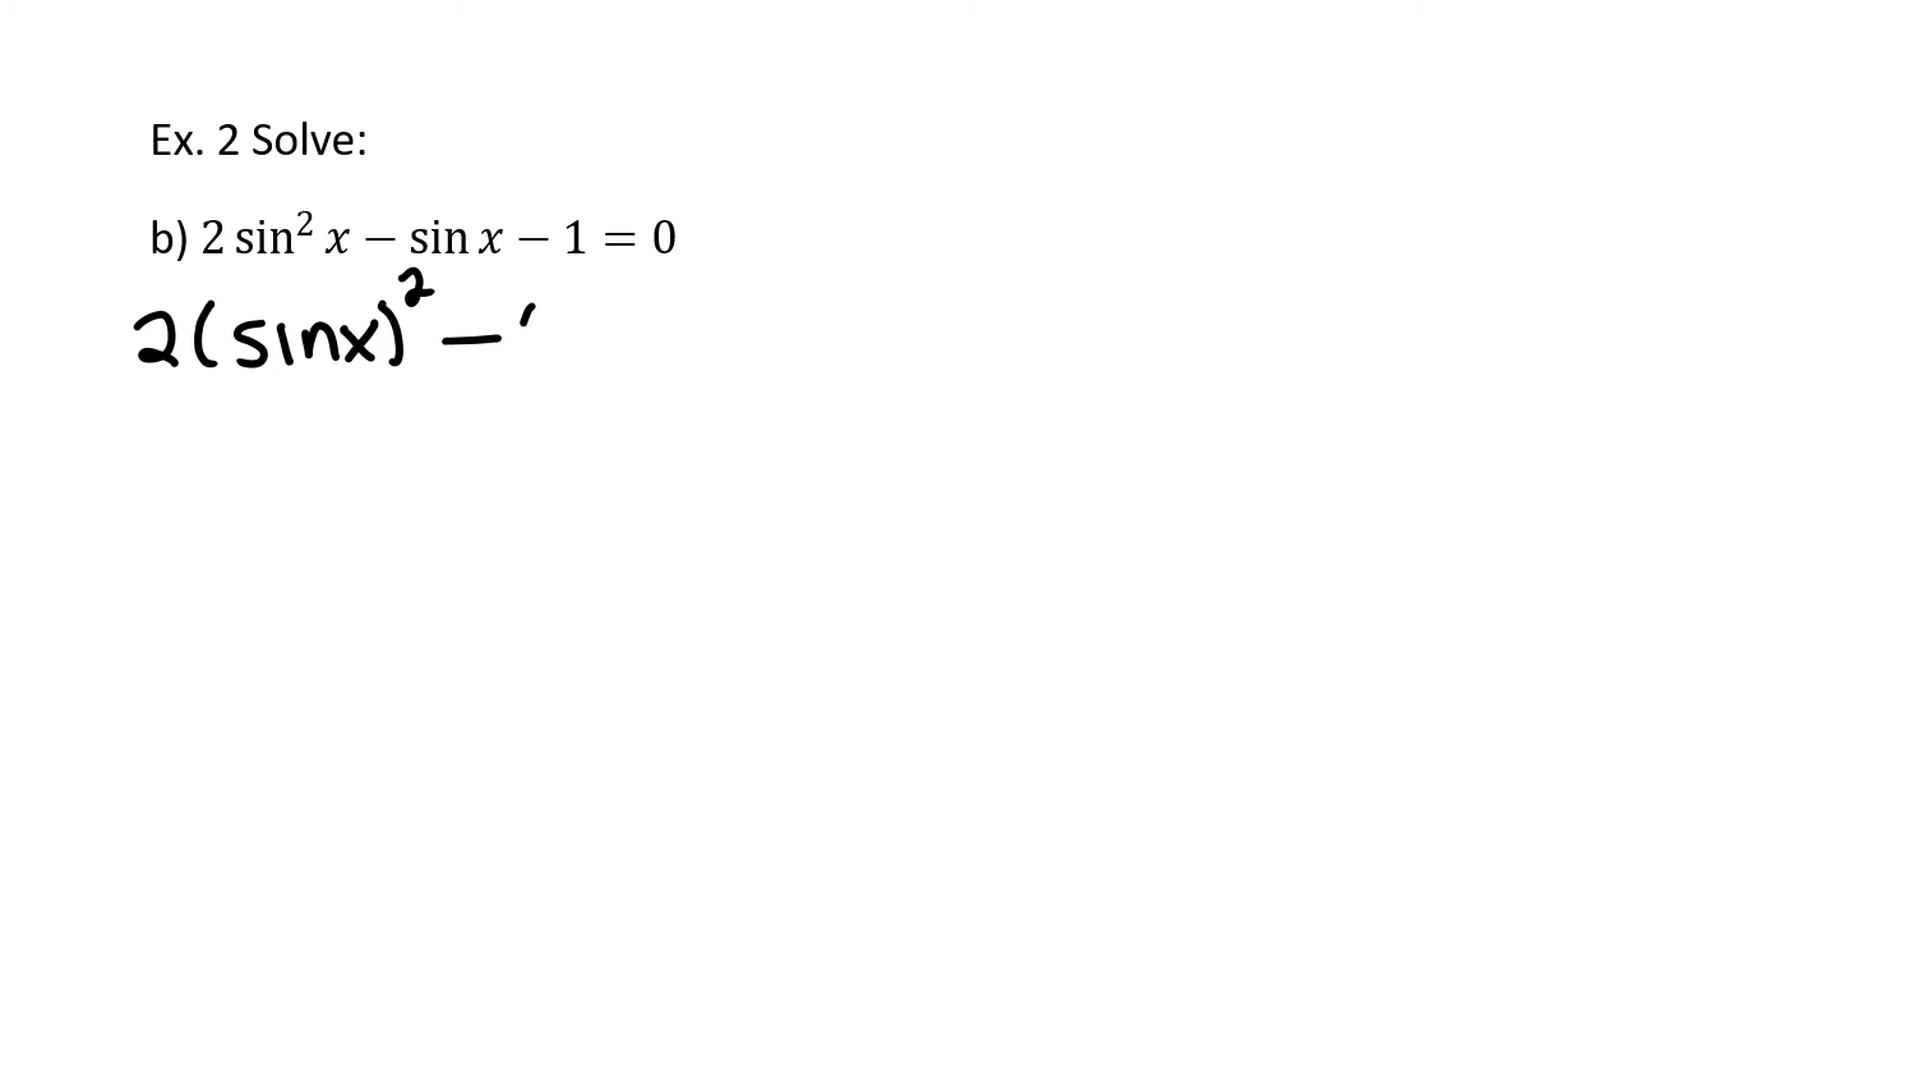 Ex. 2 Solve:
b) 2 sin² x − sin x − 1 = 0
2(sinx)² −